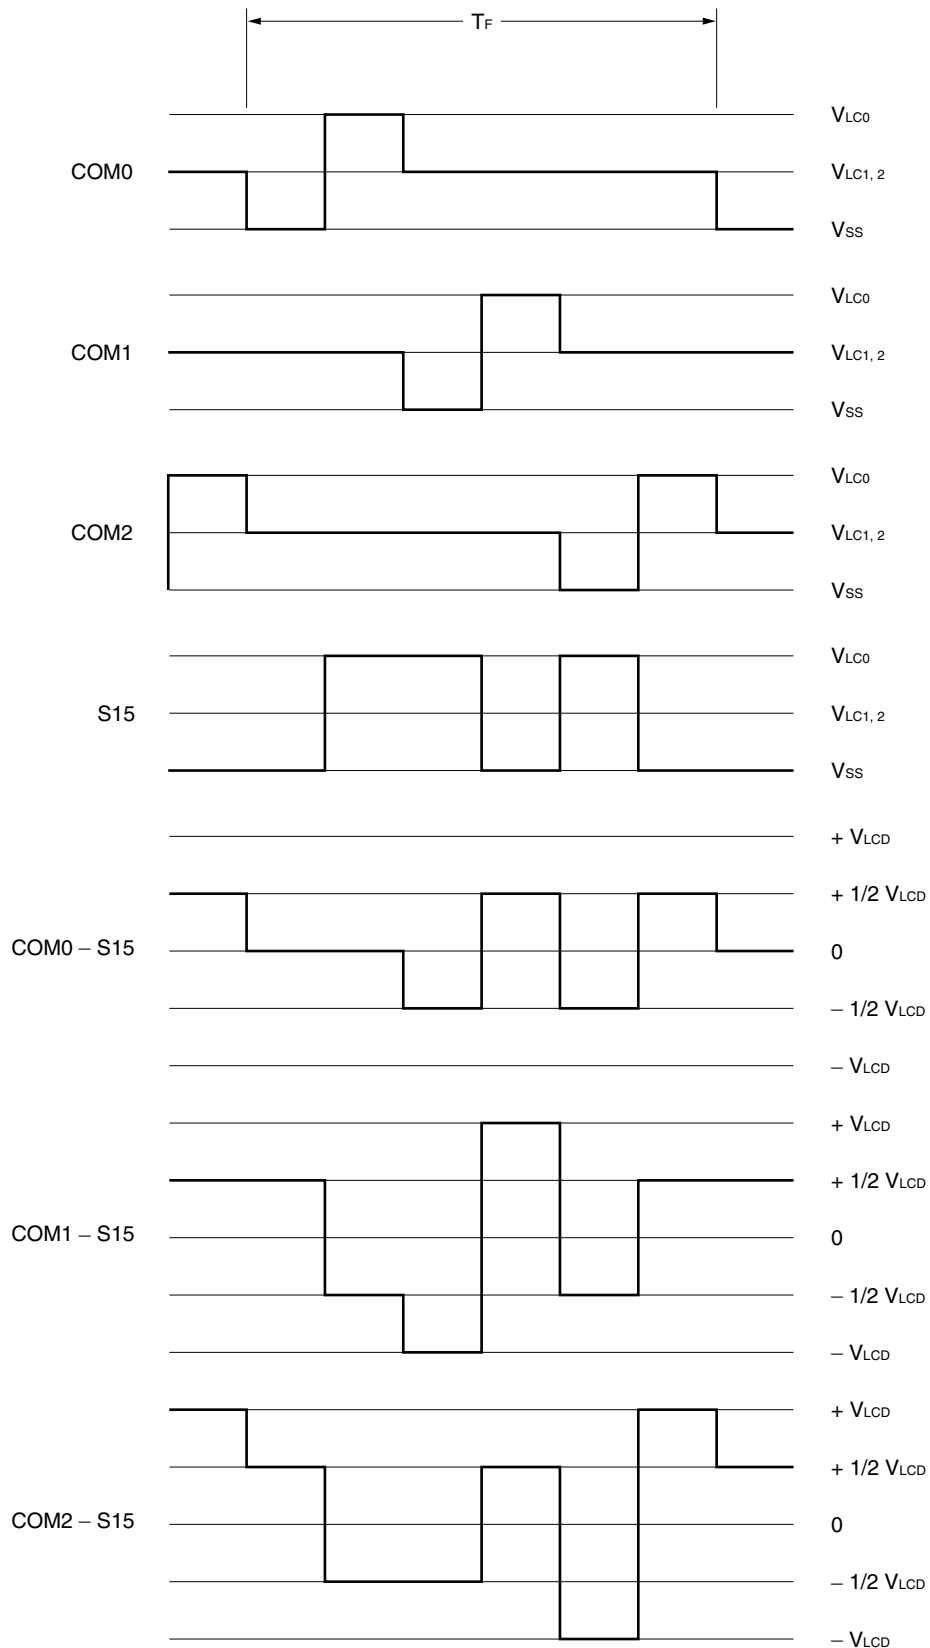 TF
VLC0
COM0 VLC1, 2
VSS
VLC0
COM1 VLC1, 2
VSS
VLC0
COM2 VLC1, 2
VSS
VLC0
S15 VLC1, 2
VSS
+ VLCD
+ 1/2 VLCD
COM0 – S15 0
– 1/2 VLCD
– VLCD
+ VLCD
+ 1/2 VLCD
COM1 – S15 0
– 1/2 VLCD
– VLCD
+ VLCD
+ 1/2 VLCD
COM2 – S15 0
– 1/2 VLCD
– VLCD